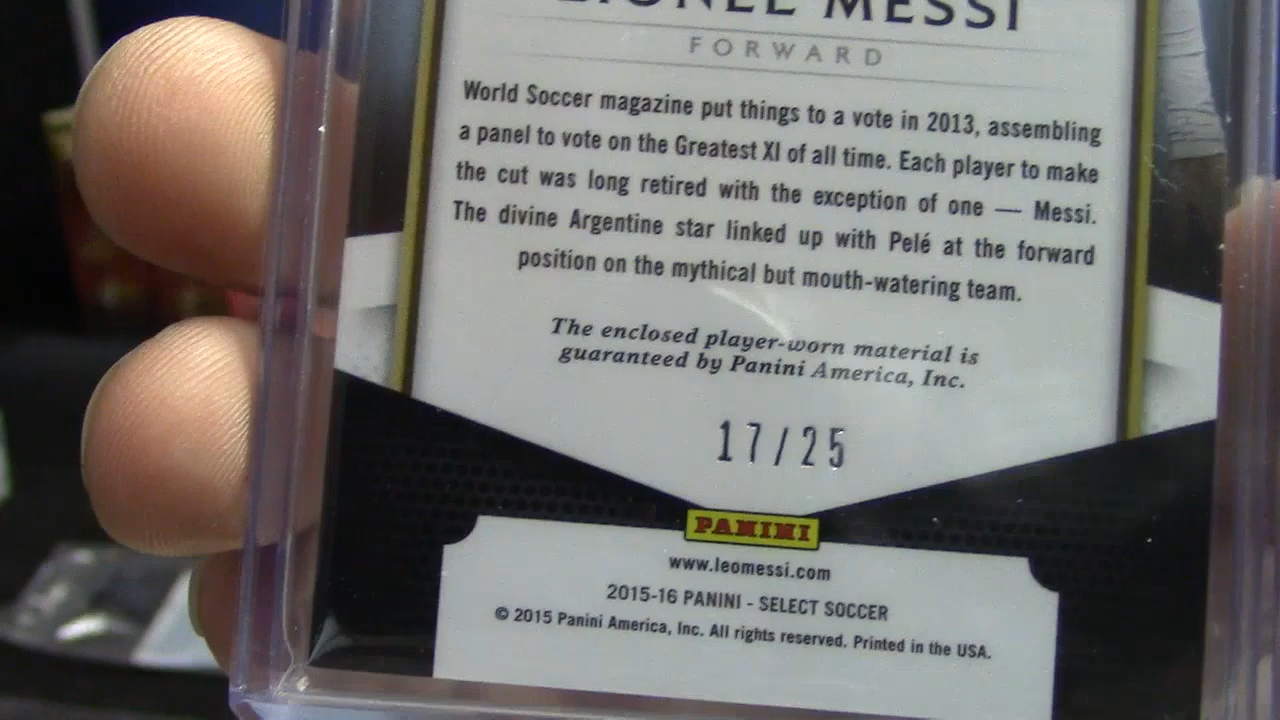 LIONEL MESSI
FORWARD
World Soccer magazine put things to a vote in 2013, assembling
a panel to vote on the Greatest XI of all time. Each player to make
the cut was long retired with the exception of one — Messi.
The divine Argentine star linked up with Pelé at the forward
position on the mythical but mouth-watering team.
The enclosed player-worn material is
guaranteed by Panini America, Inc.
17/25
PANINI
www.leomessi.com
2015-16 PANINI - SELECT SOCCER
© 2015 Panini America, Inc. All rights reserved. Printed in the USA.